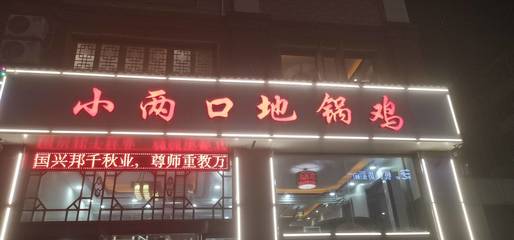 小两口地锅鸡
国兴邦千秋业，尊师重教万